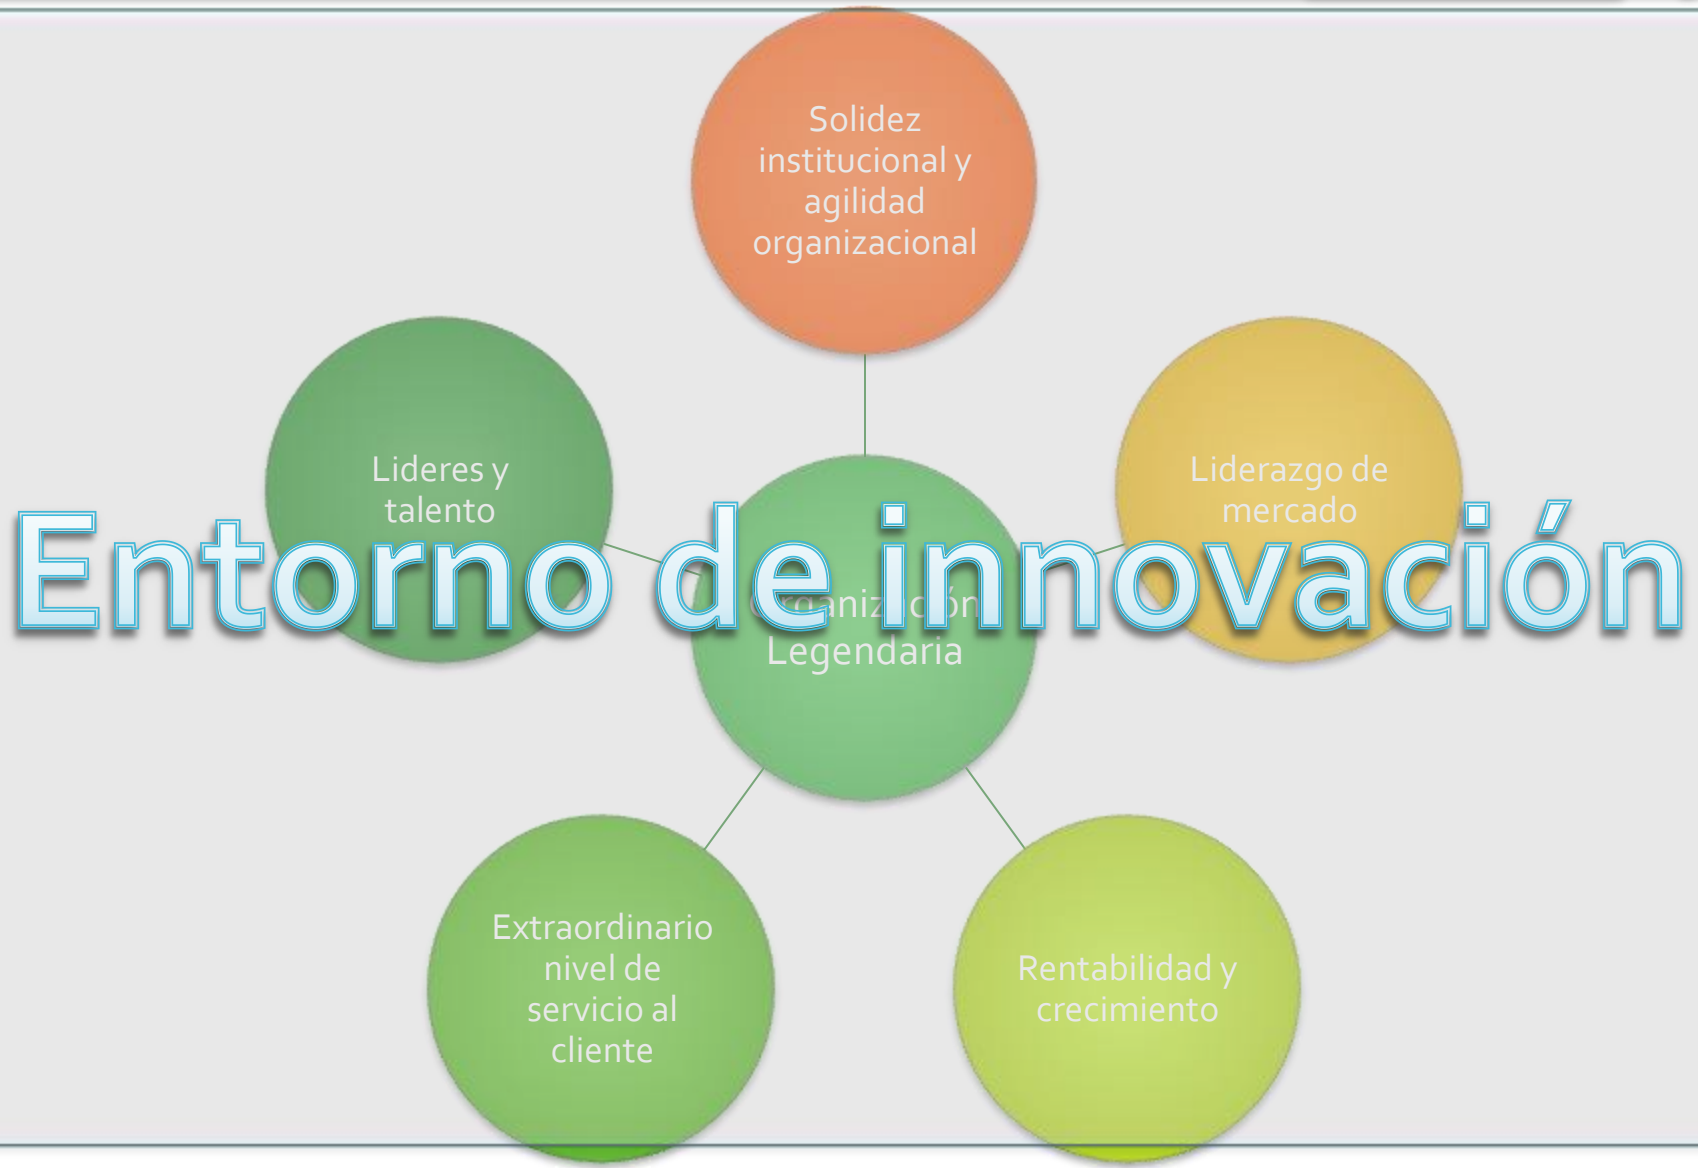 Solidez
institucional y
agilidad
organizacional
Lideres y
talento
Liderazgo de
mercado
Entorno de innovación
Organización
Legendaria
Extraordinario
nivel de
servicio al
cliente
Rentabilidad y
crecimiento